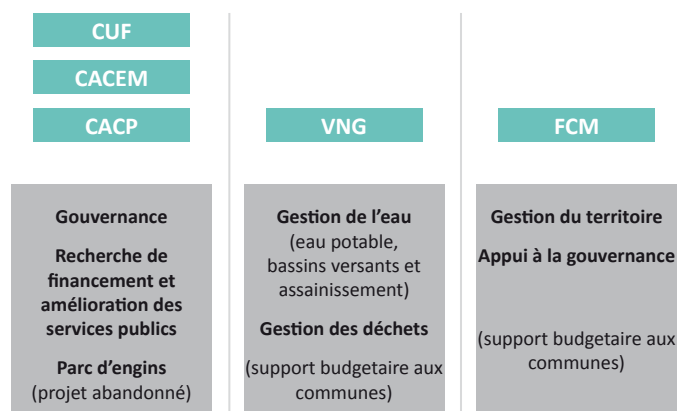 CUF
CACEM
CACP
Gouvernance
Recherche de
financement et
amélioration des
services publics
Parc d'engins
(projet abandonné)
VNG
Gestion de l'eau
(eau potable,
bassins versants et
assainissement)
Gestion des déchets
(support budgetaire aux
communes)
FCM
Gestion du territoire
Appui à la gouvernance
(support budgetaire aux
communes)